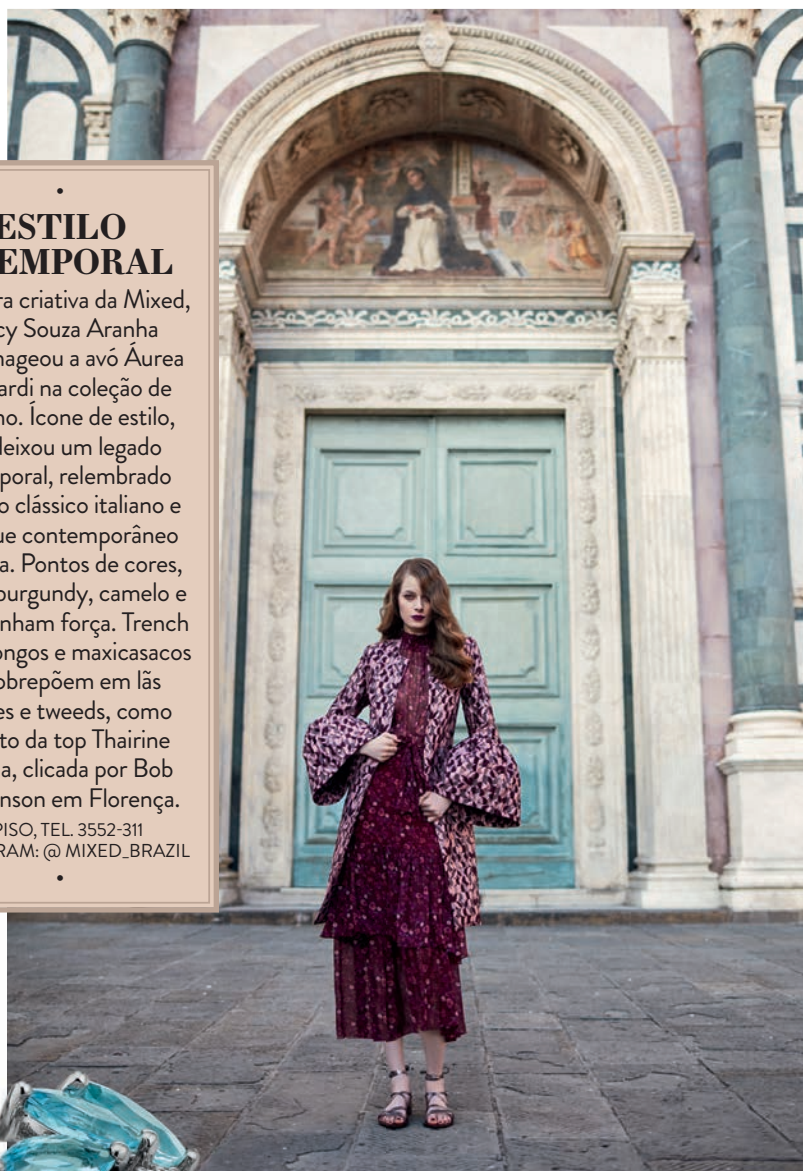 ESTILO
EMPORAL
ra criativa da Mixed,
cy Souza Aranha
nageou a avó Áurea
ardi na coleção de
no. Ícone de estilo,
deixou um legado
poral, relembrado
o clássico italiano e
ue contemporâneo
a. Pontos de cores,
burgundy, camelo e
nham força. Trench
ongos e maxicasacos
obrepõem em lãs
es e tweeds, como
to da top Thairine
a, clicada por Bob
nson em Florença.
PISO, TEL. 3552-311
RAM: @ MIXED_BRAZIL